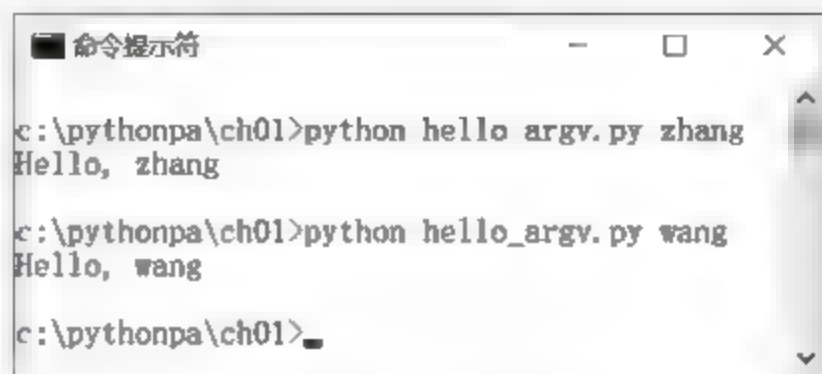 命令提示符
c:\pythonpa\ch01>python hello argv.py zhang
Hello, zhang
c:\pythonpa\ch01>python hello_argv.py wang
Hello, wang
c:\pythonpa\ch01>